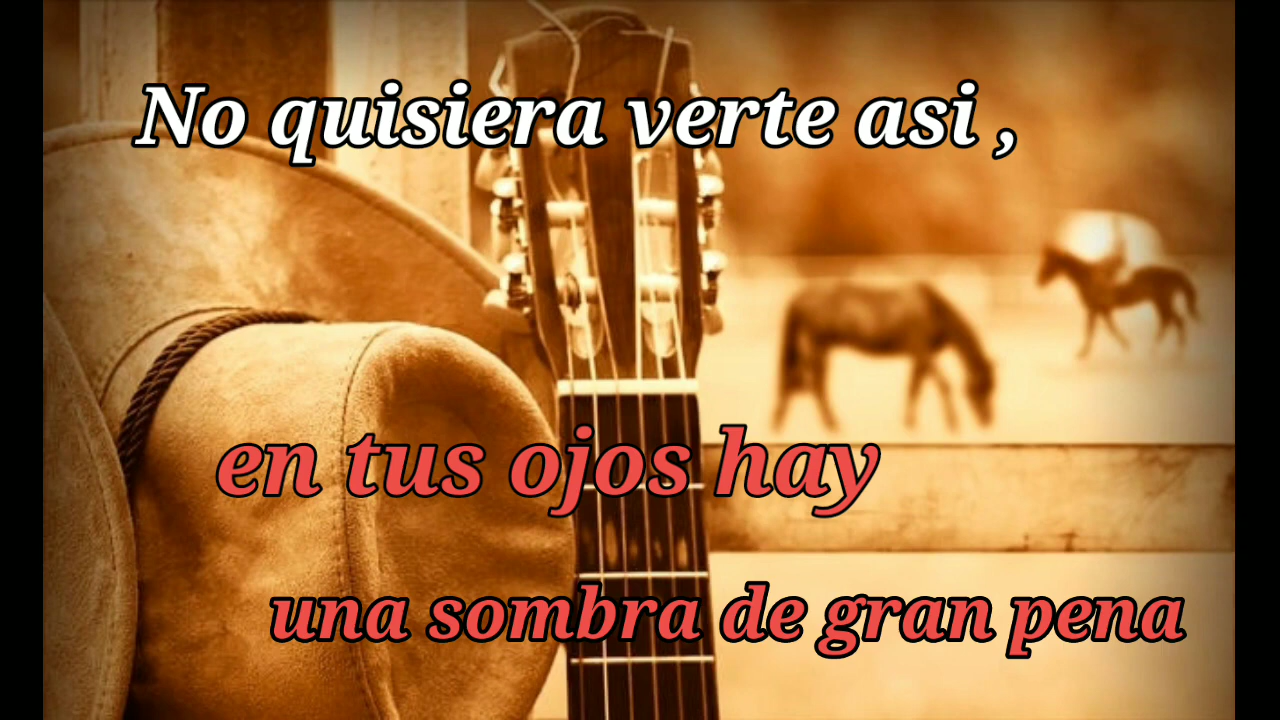 No quisiera verte asi ,
en tus ojos hay
una sombra de gran pena